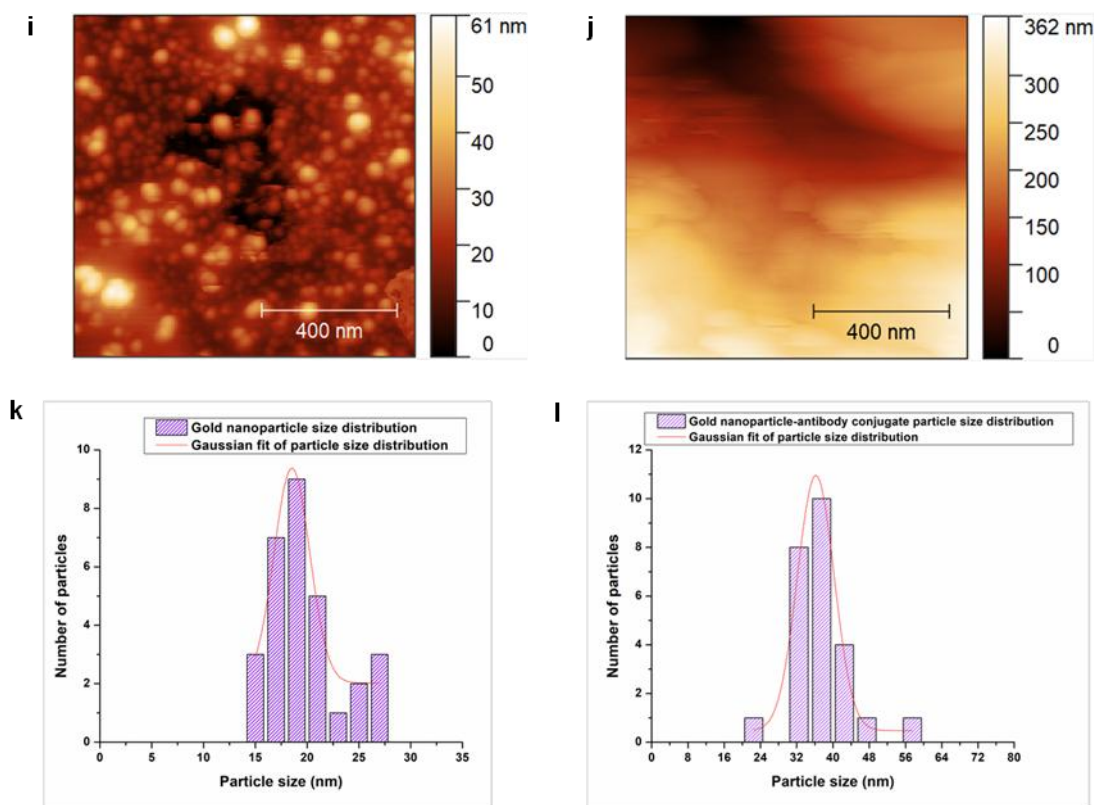 i
61 nm
50
40
30
20
10
0
400 nm
j
362 nm
300
250
200
150
100
0
400 nm
k
Gold nanoparticle size distribution
Gaussian fit of particle size distribution
10
8
6
4
2
0
Number of particles
0 5 10 15 20 25 30 35
Particle size (nm)
l
Gold nanoparticle-antibody conjugate particle size distribution
Gaussian fit of particle size distribution
12
10
8
6
4
2
0
Number of particles
0 8 16 24 32 40 48 56 64 72 80
Particle size (nm)